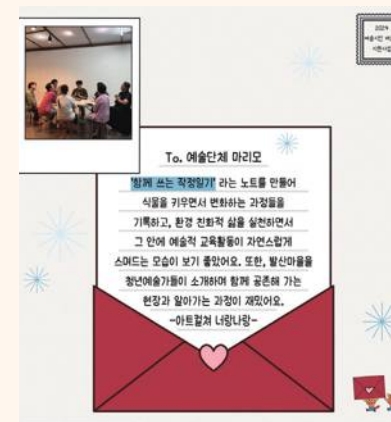 2024
To. 예술단체 마리모
'함께 쓰는 작정일기' 라는 노트를 만들어
식물을 키우면서 변화하는 과정들을
기록하고, 환경 친화적 삶을 실천하면서
그 안에 예술적 교육활동이 자연스럽게
스며드는 모습이 보기 좋았어요. 또한, 발산마을을
청년예술가들이 소개하며 함께 공존해 가는
현장과 알아가는 과정이 재밌어요.
-아트컬쳐 너랑나랑-